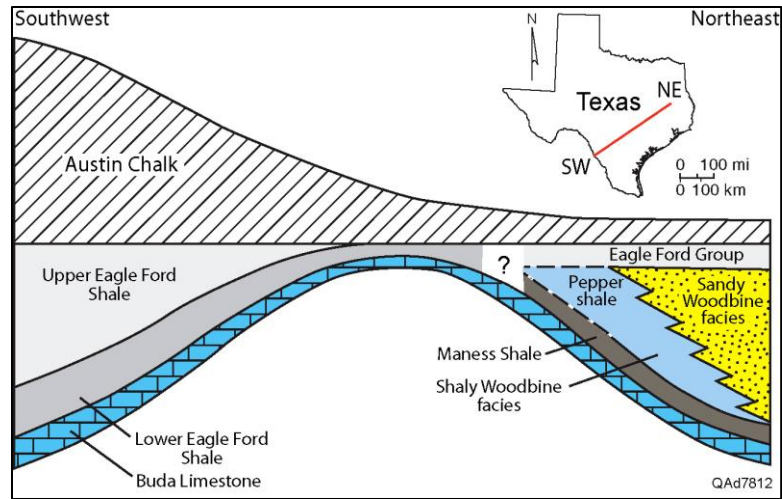 Southwest
Northeast
N
Texas
NE
SW
0 100 mi
0 100 km
Austin Chalk
Upper Eagle Ford
Shale
?
Eagle Ford Group
Pepper
shale
Sandy
Woodbine
facies
Maness Shale
Shaly Woodbine
facies
Lower Eagle Ford
Shale
Buda Limestone
QAd7812